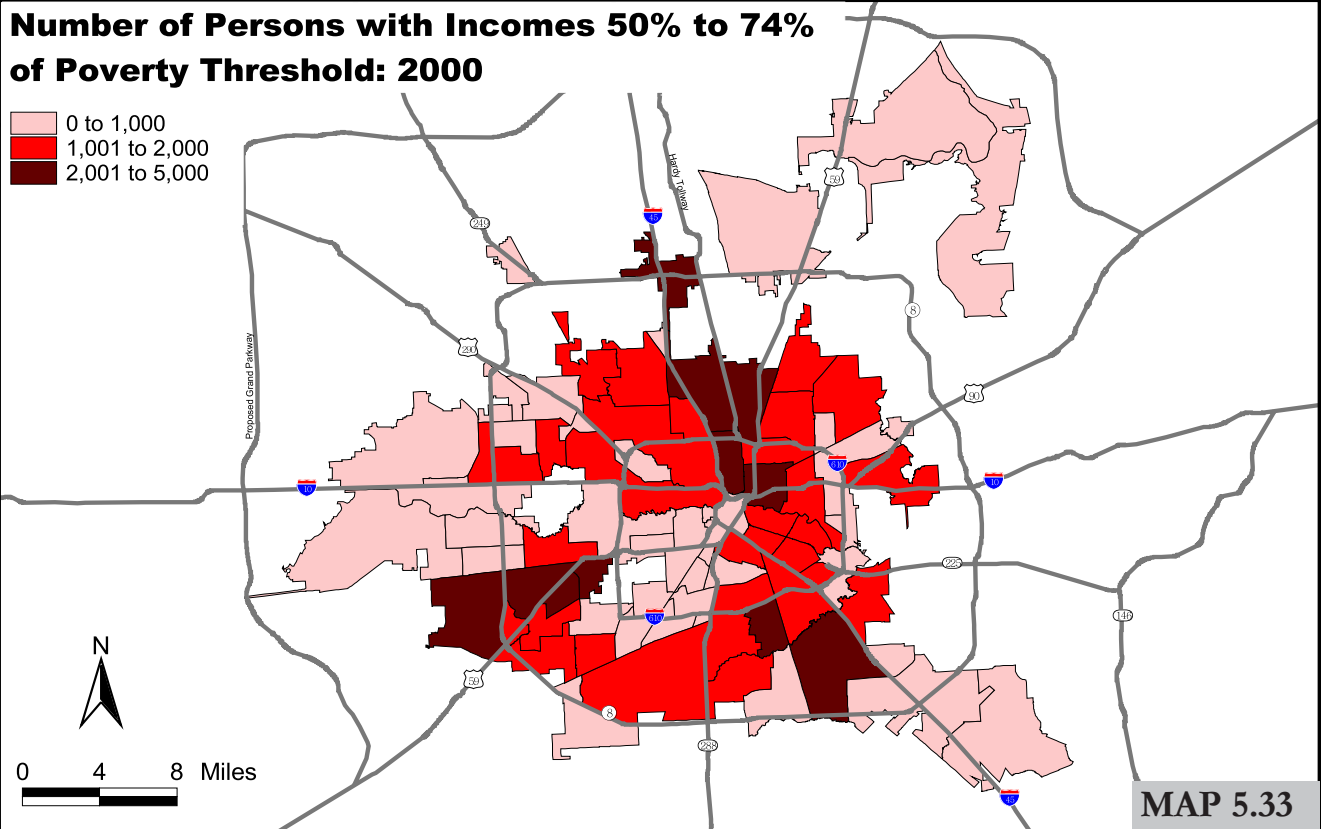 Number of Persons with Incomes 50% to 74%
of Poverty Threshold: 2000
0 to 1,000
1,001 to 2,000
2,001 to 5,000
Hardy Tollway
59
45
249
8
290
Proposed Grand Parkway
90
610
10
10
225
146
610
N
59
8
288
0 4 8 Miles
45
MAP 5.33